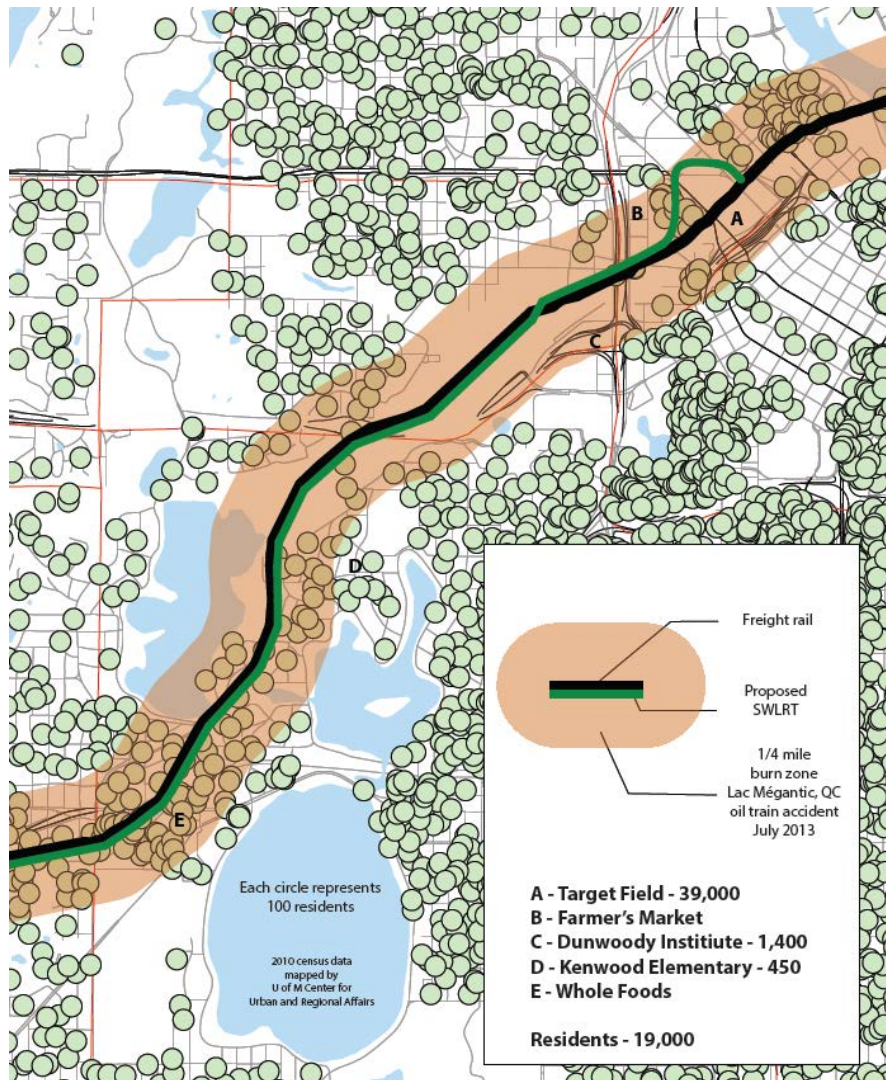 B
A
C
D
E
Each circle represents
100 residents
2010 census data
mapped by
U of M Center for
Urban and Regional Affairs
Freight rail
Proposed
SWLRT
1/4 mile
burn zone
Lac Mégantic, QC
oil train accident
July 2013
A - Target Field - 39,000
B - Farmer's Market
C - Dunwoody Institiute - 1,400
D - Kenwood Elementary - 450
E - Whole Foods
Residents - 19,000